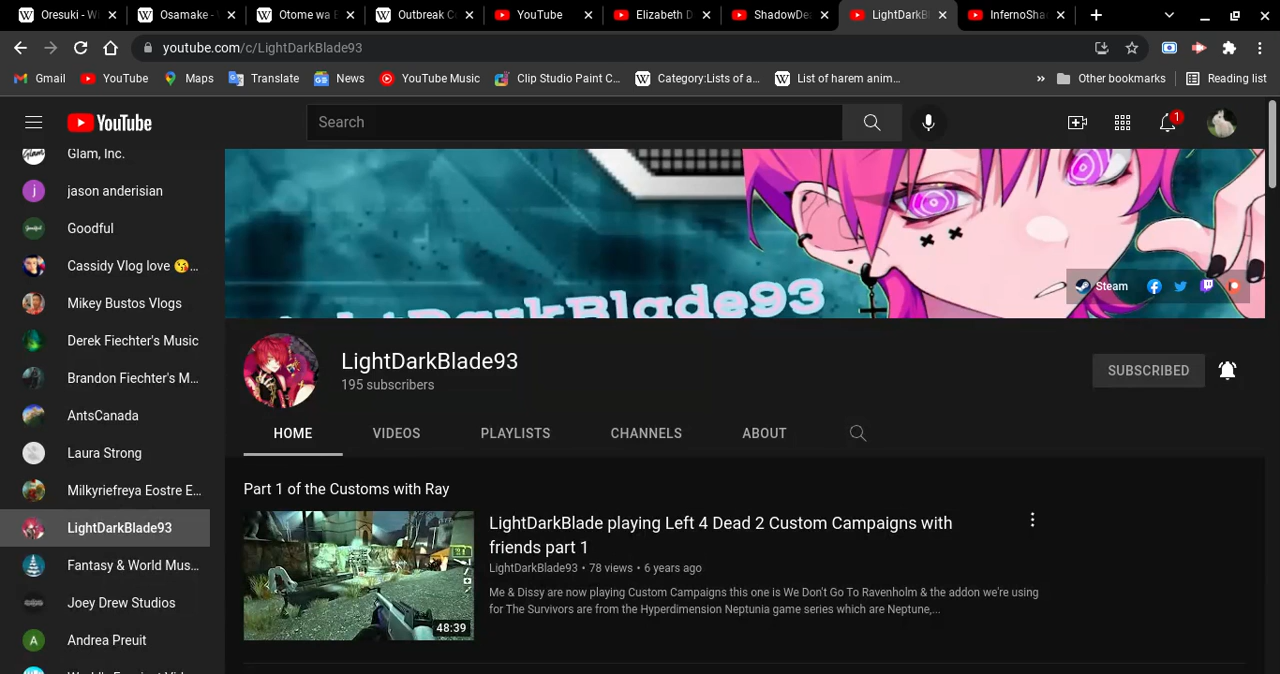 Oresuki - W
Osamake -
Otome wa
Outbreak C
YouTube
Elizabeth D
ShadowDe
LightDarkBl
InfernoSha
youtube.com/c/LightDarkBlade93
Gmail
YouTube
Maps
Translate
News
YouTube Music
Clip Studio Paint C...
Category:Lists of a...
List of harem anim...
»
Other bookmarks
Reading list
YouTube
Search
1
Glam, Inc.
jason anderisian
Goodful
Cassidy Vlog love 😘...
Mikey Bustos Vlogs
Derek Fiechter's Music
Brandon Fiechter's M...
AntsCanada
Laura Strong
Milkyriefreya Eostre E...
LightDarkBlade93
Fantasy & World Mus...
Joey Drew Studios
A Andrea Preuit
DarkBlade93
Steam
LightDarkBlade93
195 subscribers
SUBSCRIBED
HOME
VIDEOS
PLAYLISTS
CHANNELS
ABOUT
Part 1 of the Customs with Ray
LightDarkBlade playing Left 4 Dead 2 Custom Campaigns with
friends part 1
LightDarkBlade93 • 78 views • 6 years ago
Me & Dissy are now playing Custom Campaigns this one is We Don't Go To Ravenholm & the addon we're using
for The Survivors are from the Hyperdimension Neptunia game series which are Neptune,...
48:39